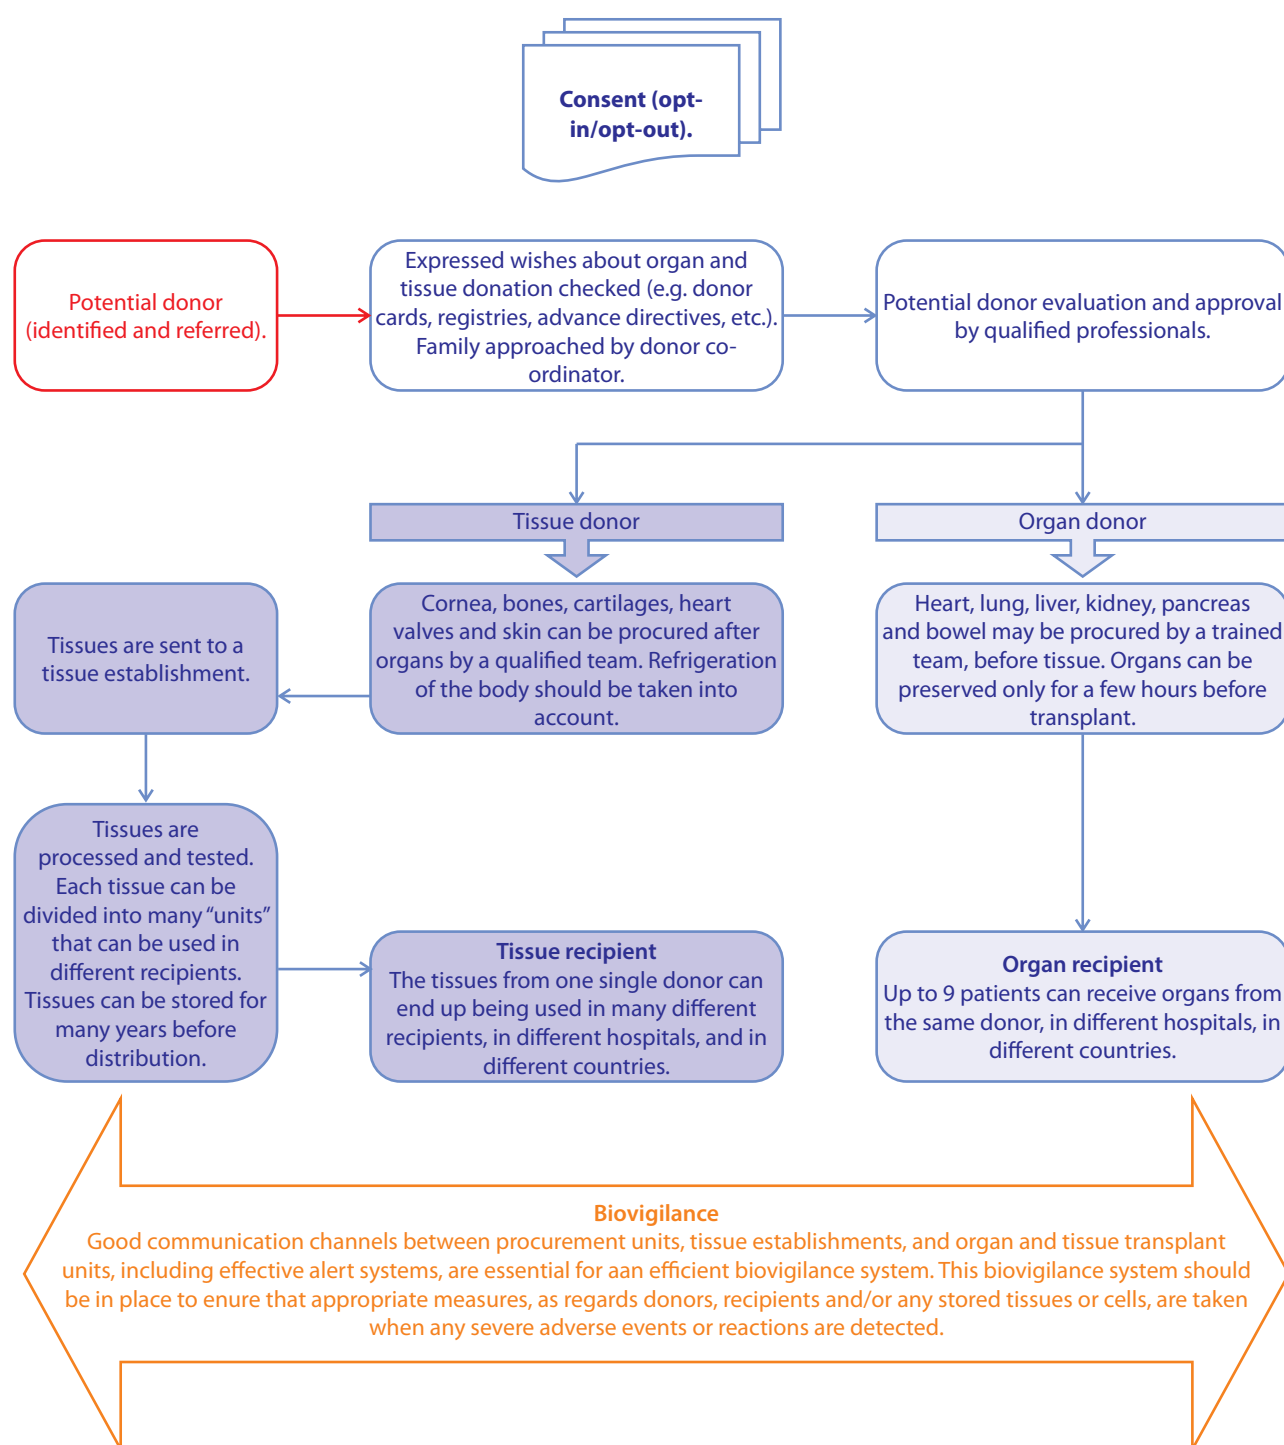 Consent (opt-
in/opt-out).
Potential donor
(identified and referred).
Expressed wishes about organ and
tissue donation checked (e.g. donor
cards, registries, advance directives, etc.).
Family approached by donor co-
ordinator.
Potential donor evaluation and approval
by qualified professionals.
Tissue donor
Organ donor
Tissues are sent to a
tissue establishment.
Cornea, bones, cartilages, heart
valves and skin can be procured after
organs by a qualified team. Refrigeration
of the body should be taken into
account.
Heart, lung, liver, kidney, pancreas
and bowel may be procured by a trained
team, before tissue. Organs can be
preserved only for a few hours before
transplant.
Tissues are
processed and tested.
Each tissue can be
divided into many “units”
that can be used in
different recipients.
Tissues can be stored for
many years before
distribution.
Tissue recipient
The tissues from one single donor can
end up being used in many different
recipients, in different hospitals, and in
different countries.
Organ recipient
Up to 9 patients can receive organs from
the same donor, in different hospitals, in
different countries.
Biovigilance
Good communication channels between procurement units, tissue establishments, and organ and tissue transplant
units, including effective alert systems, are essential for aan efficient biovigilance system. This biovigilance system should
be in place to enure that appropriate measures, as regards donors, recipients and/or any stored tissues or cells, are taken
when any severe adverse events or reactions are detected.